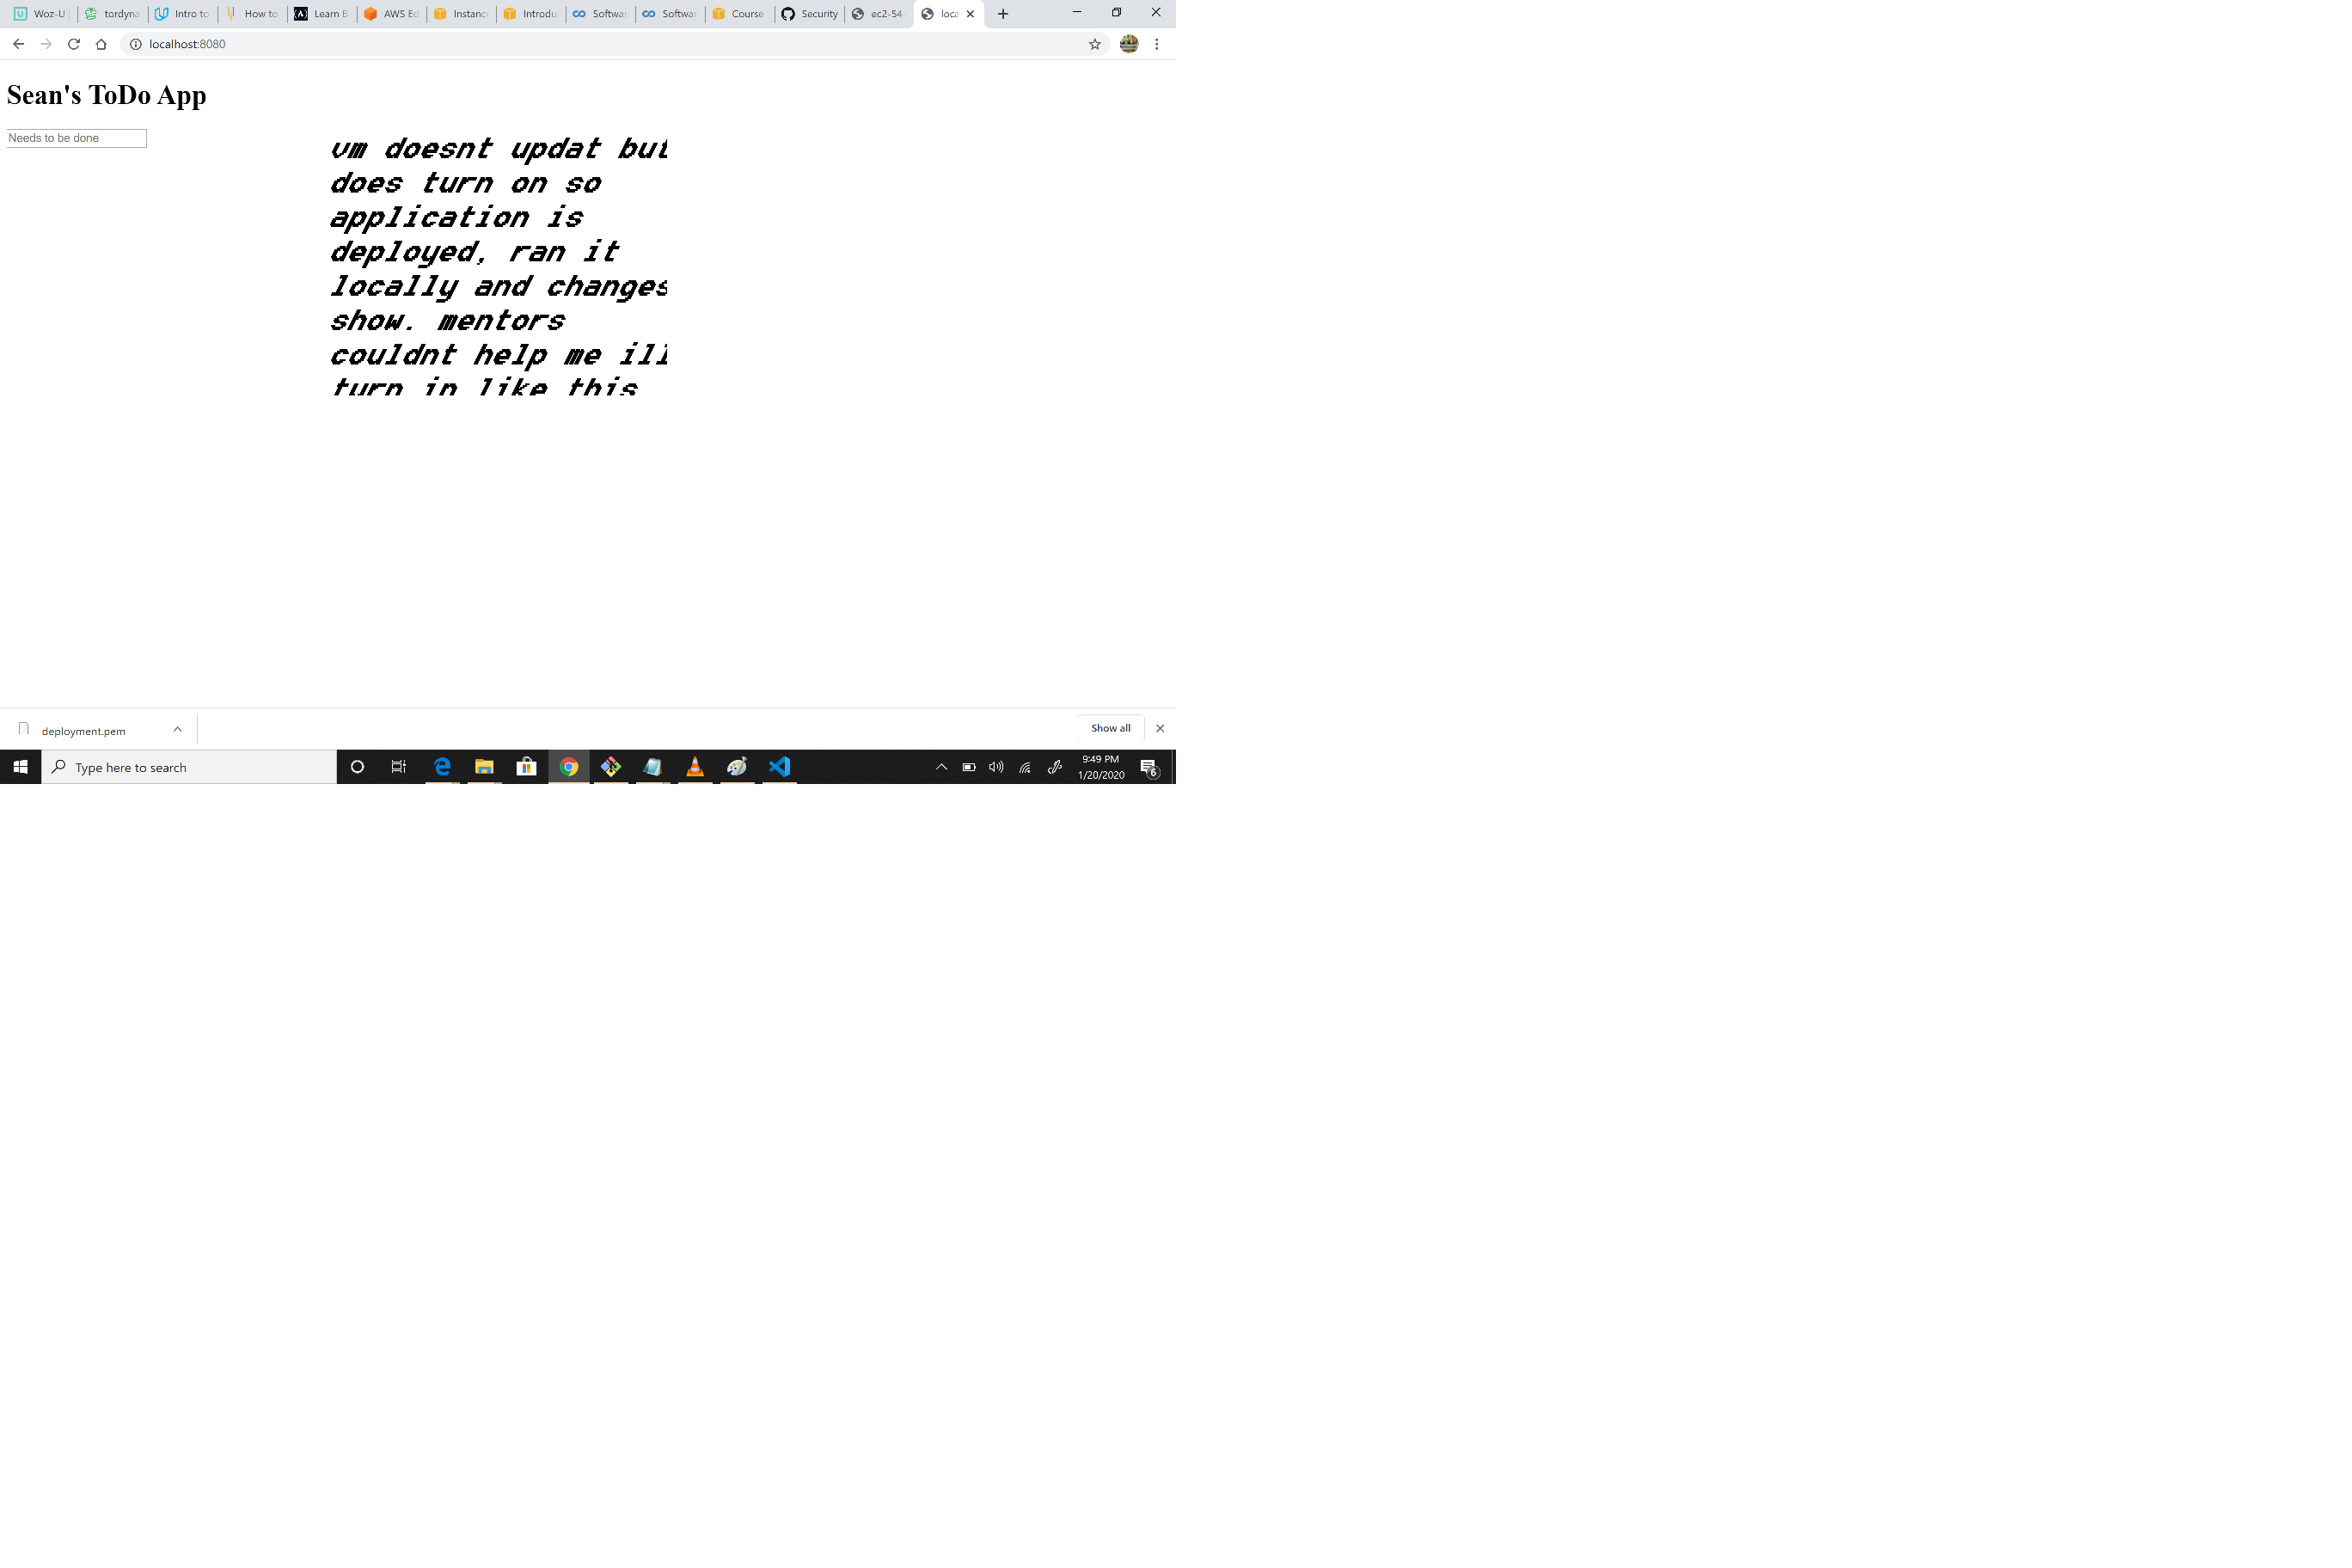 Woz-U
tordyna
Intro to
How to
Learn B
AWS Ed
Instance
Introdu
Softwar
Softwar
Course
Security
ec2-54-
loca
localhost:8080
Sean's ToDo App
Needs to be done
vm doesnt updat but
does turn on so
application is
deployed, ran it
locally and changes
show. mentors
couldnt help me ill
turn in like this
deployment.pem
Show all
Type here to search
9:49 PM
1/20/2020
6